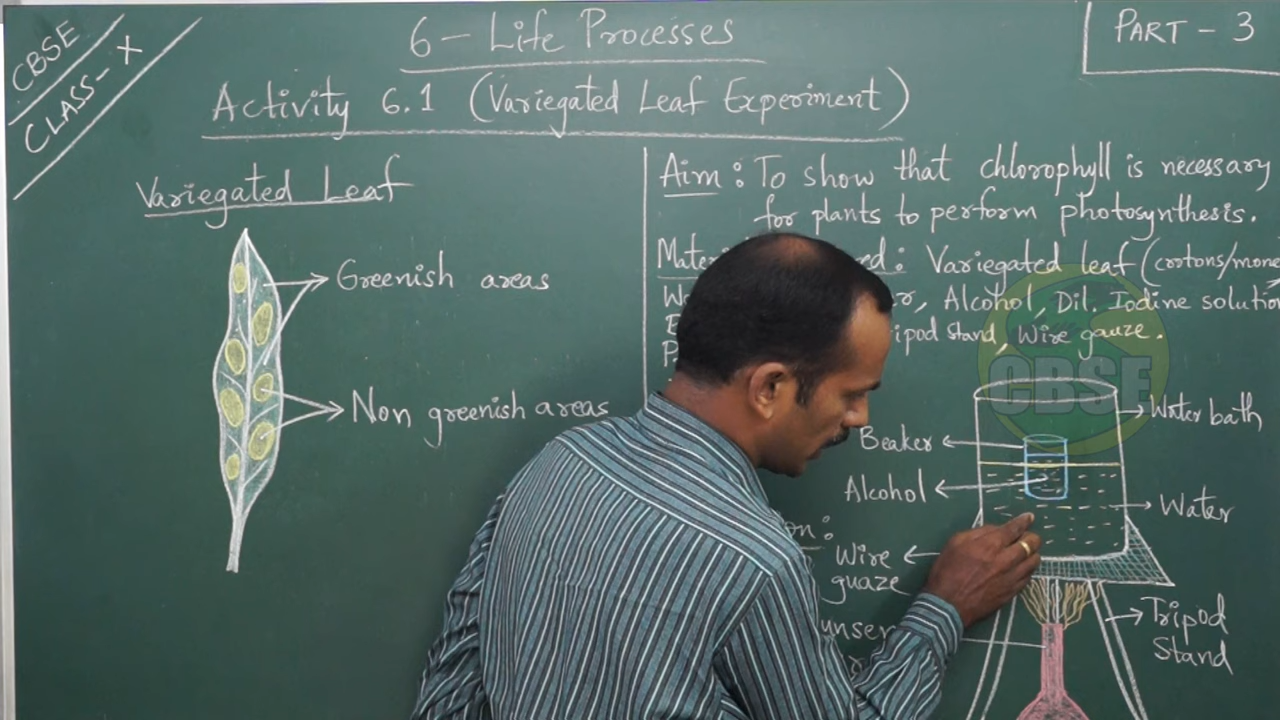 CBSE
CLASS - X
6 - Life Processes
PART - 3
Activity 6.1 (Variegated Leaf Experiment)
Variegated Leaf
Greenish areas
Non greenish areas
Aim : To show that chlorophyll is necessary
for plants to perform photosynthesis.
Variegated leaf (crotons/mone
Alcohol, Dil. Iodine solution
Stand, Wire gauze.
CBSE
Water bath
Beaker
Alcohol
Water
Wire
guaze
Tripod
Stand